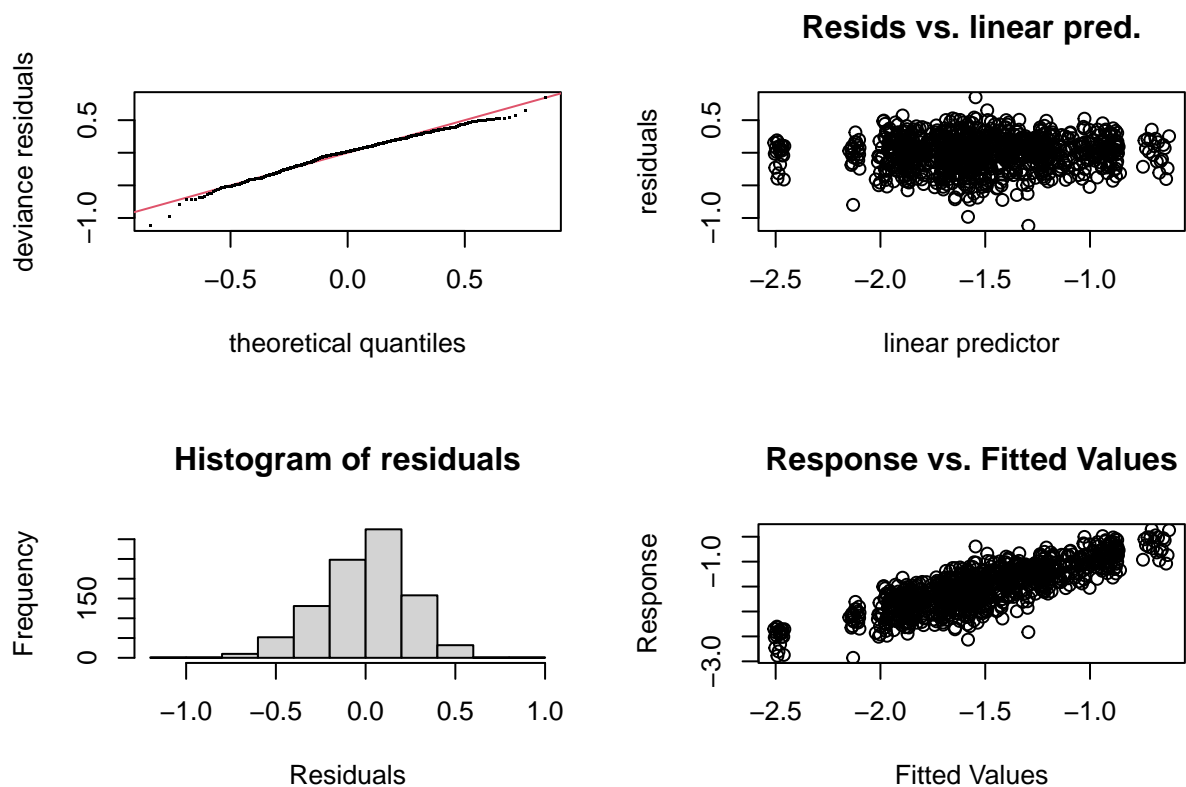 deviance residuals
−1.0
0.5
−0.5
0.0
0.5
theoretical quantiles
Resids vs. linear pred.
residuals
−1.0
0.5
−2.5
−2.0
−1.5
−1.0
linear predictor
Histogram of residuals
Frequency
0
150
−1.0
−0.5
0.0
0.5
1.0
Residuals
Response vs. Fitted Values
Response
−3.0
−1.0
−2.5
−2.0
−1.5
−1.0
Fitted Values